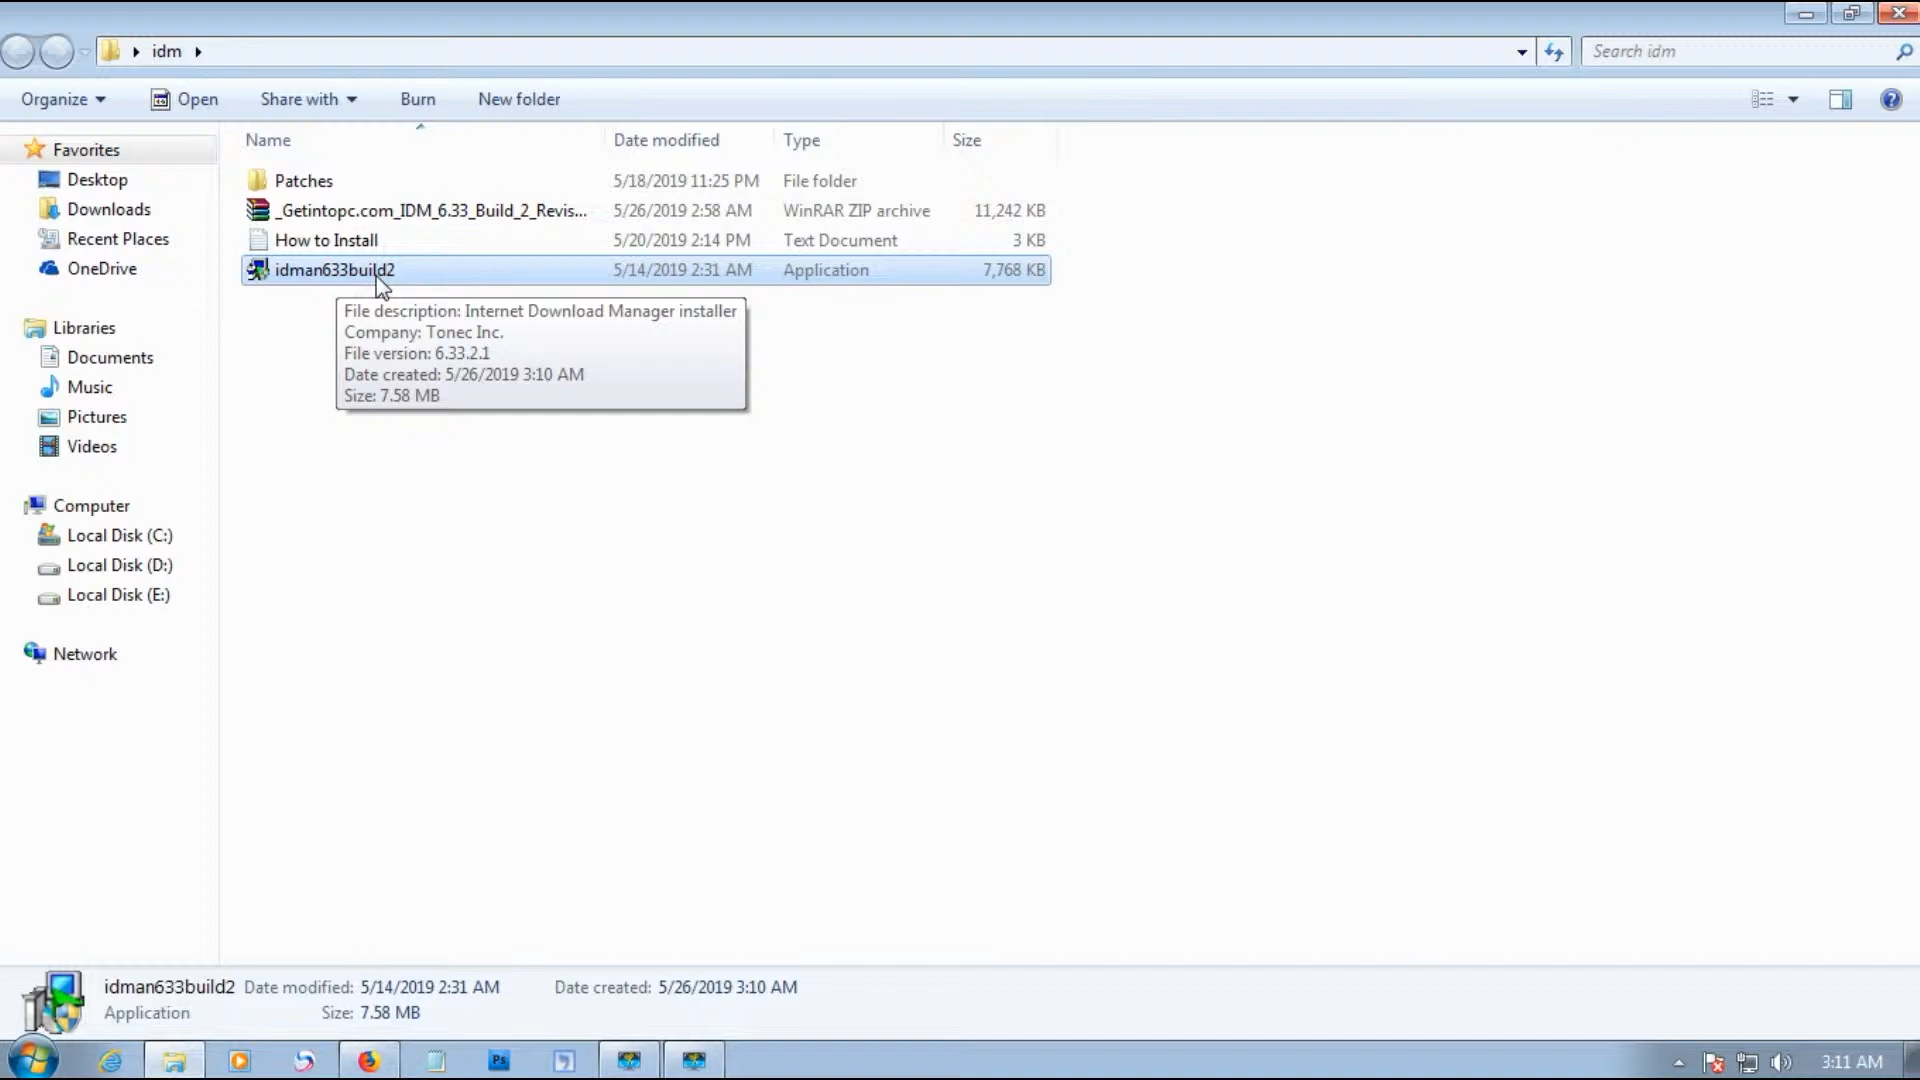 idm
Search idm
Organize Open Share with Burn New folder
Name Date modified Type Size
Favorites
Desktop
Downloads
Recent Places
OneDrive
Libraries
Documents
Music
Pictures
Videos
Computer
Local Disk (C:)
Local Disk (D:)
Local Disk (E:)
Network
Patches 5/18/2019 11:25 PM File folder
_Getintopc.com_IDM_6.33_Build_2_Revis... 5/26/2019 2:58 AM WinRAR ZIP archive 11,242 KB
How to Install 5/20/2019 2:14 PM Text Document 3 KB
idman633build2 5/14/2019 2:31 AM Application 7,768 KB
File description: Internet Download Manager installer
Company: Tonec Inc.
File version: 6.33.2.1
Date created: 5/26/2019 3:10 AM
Size: 7.58 MB
idman633build2 Date modified: 5/14/2019 2:31 AM Date created: 5/26/2019 3:10 AM
Application Size: 7.58 MB
Ps
3:11 AM